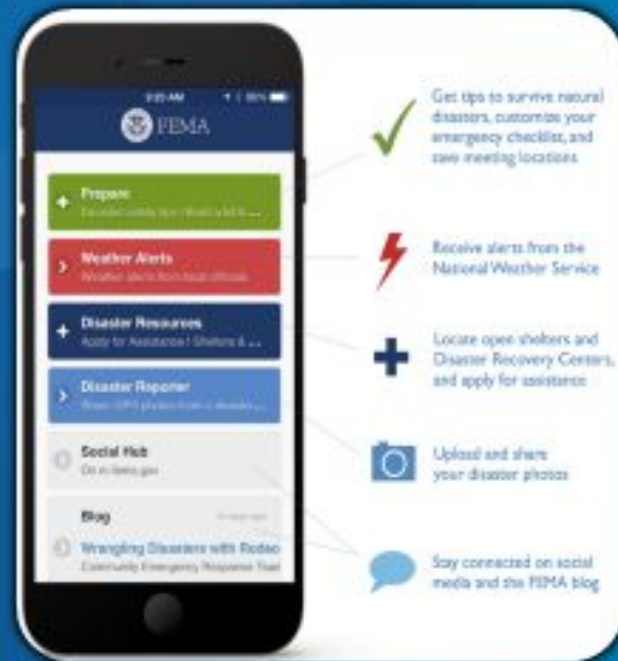 FEMA
Prepare
Weather Alerts
Weather alerts from local officials
Disaster Resources
Apply for Assistance | Shelters & ...
Disaster Reporter
Social Hub
On m.fema.gov
Blog
Wrangling Disasters with Rodeo
Community Emergency Response Team
Get tips to survive natural
disasters, customize your
emergency checklist, and
save meeting locations
Receive alerts from the
National Weather Service
Locate open shelters and
Disaster Recovery Centers,
and apply for assistance
Upload and share
your disaster photos
Stay connected on social
media and the FEMA blog